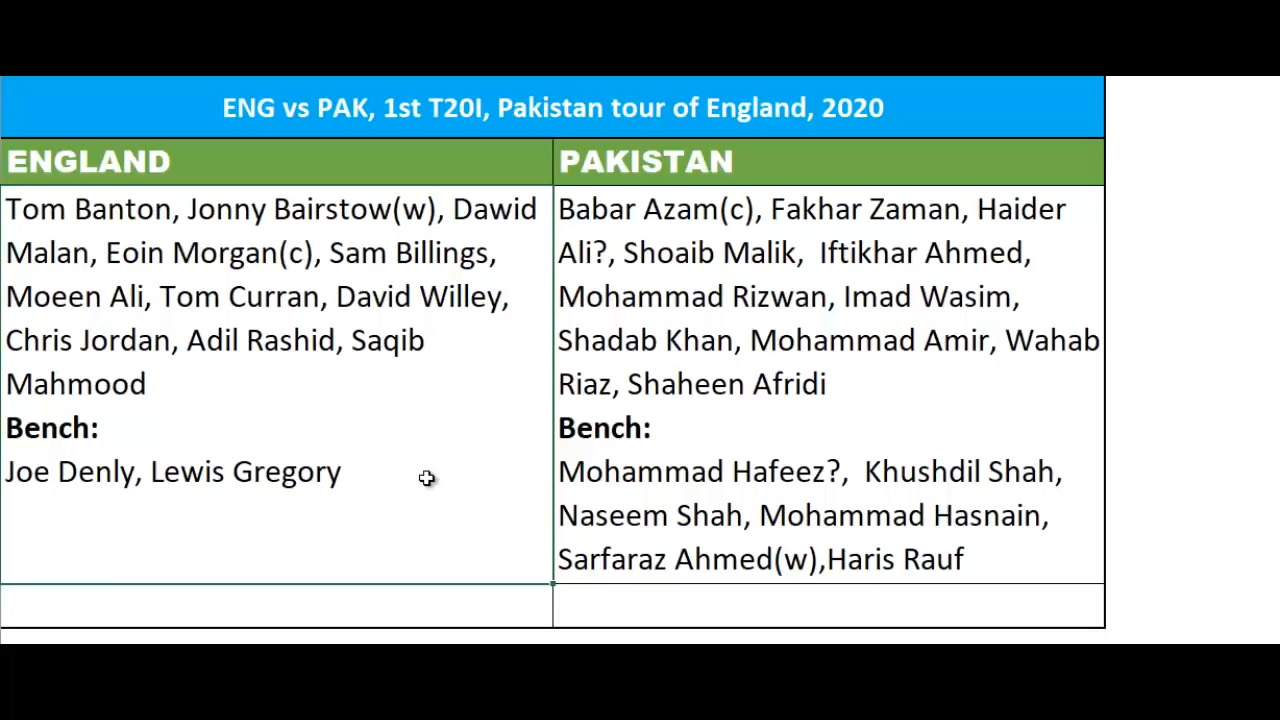 ENG vs PAK, 1st T20I, Pakistan tour of England, 2020
ENGLAND
Tom Banton, Jonny Bairstow(w), Dawid
Malan, Eoin Morgan(c), Sam Billings,
Moeen Ali, Tom Curran, David Willey,
Chris Jordan, Adil Rashid, Saqib
Mahmood
Bench:
Joe Denly, Lewis Gregory
PAKISTAN
Babar Azam(c), Fakhar Zaman, Haider
Ali?, Shoaib Malik,  Iftikhar Ahmed,
Mohammad Rizwan, Imad Wasim,
Shadab Khan, Mohammad Amir, Wahab
Riaz, Shaheen Afridi
Bench:
Mohammad Hafeez?,  Khushdil Shah,
Naseem Shah, Mohammad Hasnain,
Sarfaraz Ahmed(w),Haris Rauf